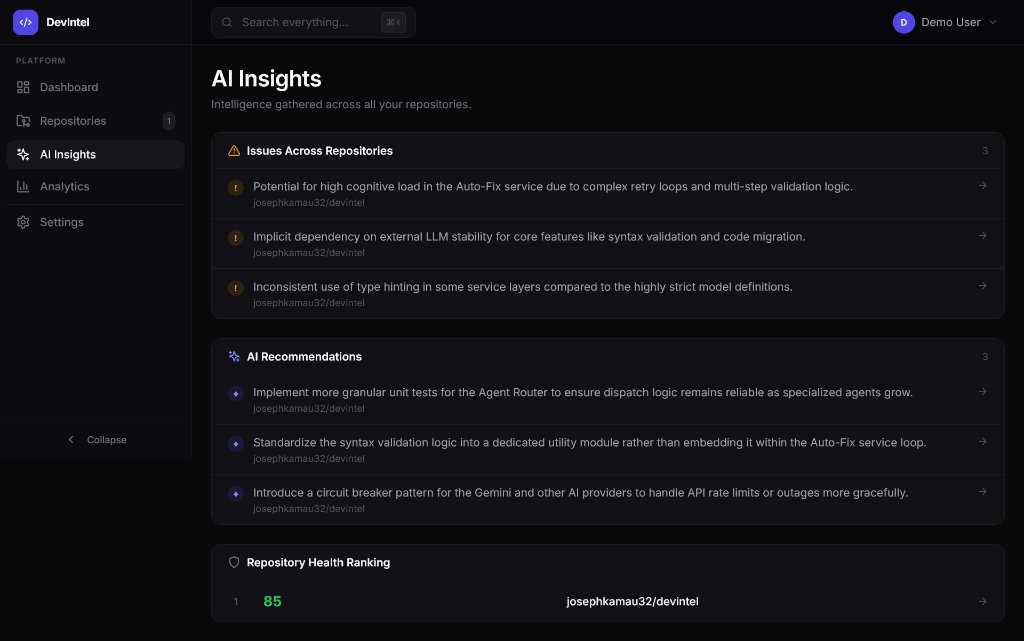 DevIntel
Search everything...
⌘K
D
Demo User
PLATFORM
Dashboard
Repositories
1
AI Insights
Analytics
Settings
Collapse
AI Insights
Intelligence gathered across all your repositories.
Issues Across Repositories
3
! Potential for high cognitive load in the Auto-Fix service due to complex retry loops and multi-step validation logic.
josephkamau32/devintel
! Implicit dependency on external LLM stability for core features like syntax validation and code migration.
josephkamau32/devintel
! Inconsistent use of type hinting in some service layers compared to the highly strict model definitions.
josephkamau32/devintel
AI Recommendations
3
Implement more granular unit tests for the Agent Router to ensure dispatch logic remains reliable as specialized agents grow.
josephkamau32/devintel
Standardize the syntax validation logic into a dedicated utility module rather than embedding it within the Auto-Fix service loop.
josephkamau32/devintel
Introduce a circuit breaker pattern for the Gemini and other AI providers to handle API rate limits or outages more gracefully.
josephkamau32/devintel
Repository Health Ranking
1 85 josephkamau32/devintel